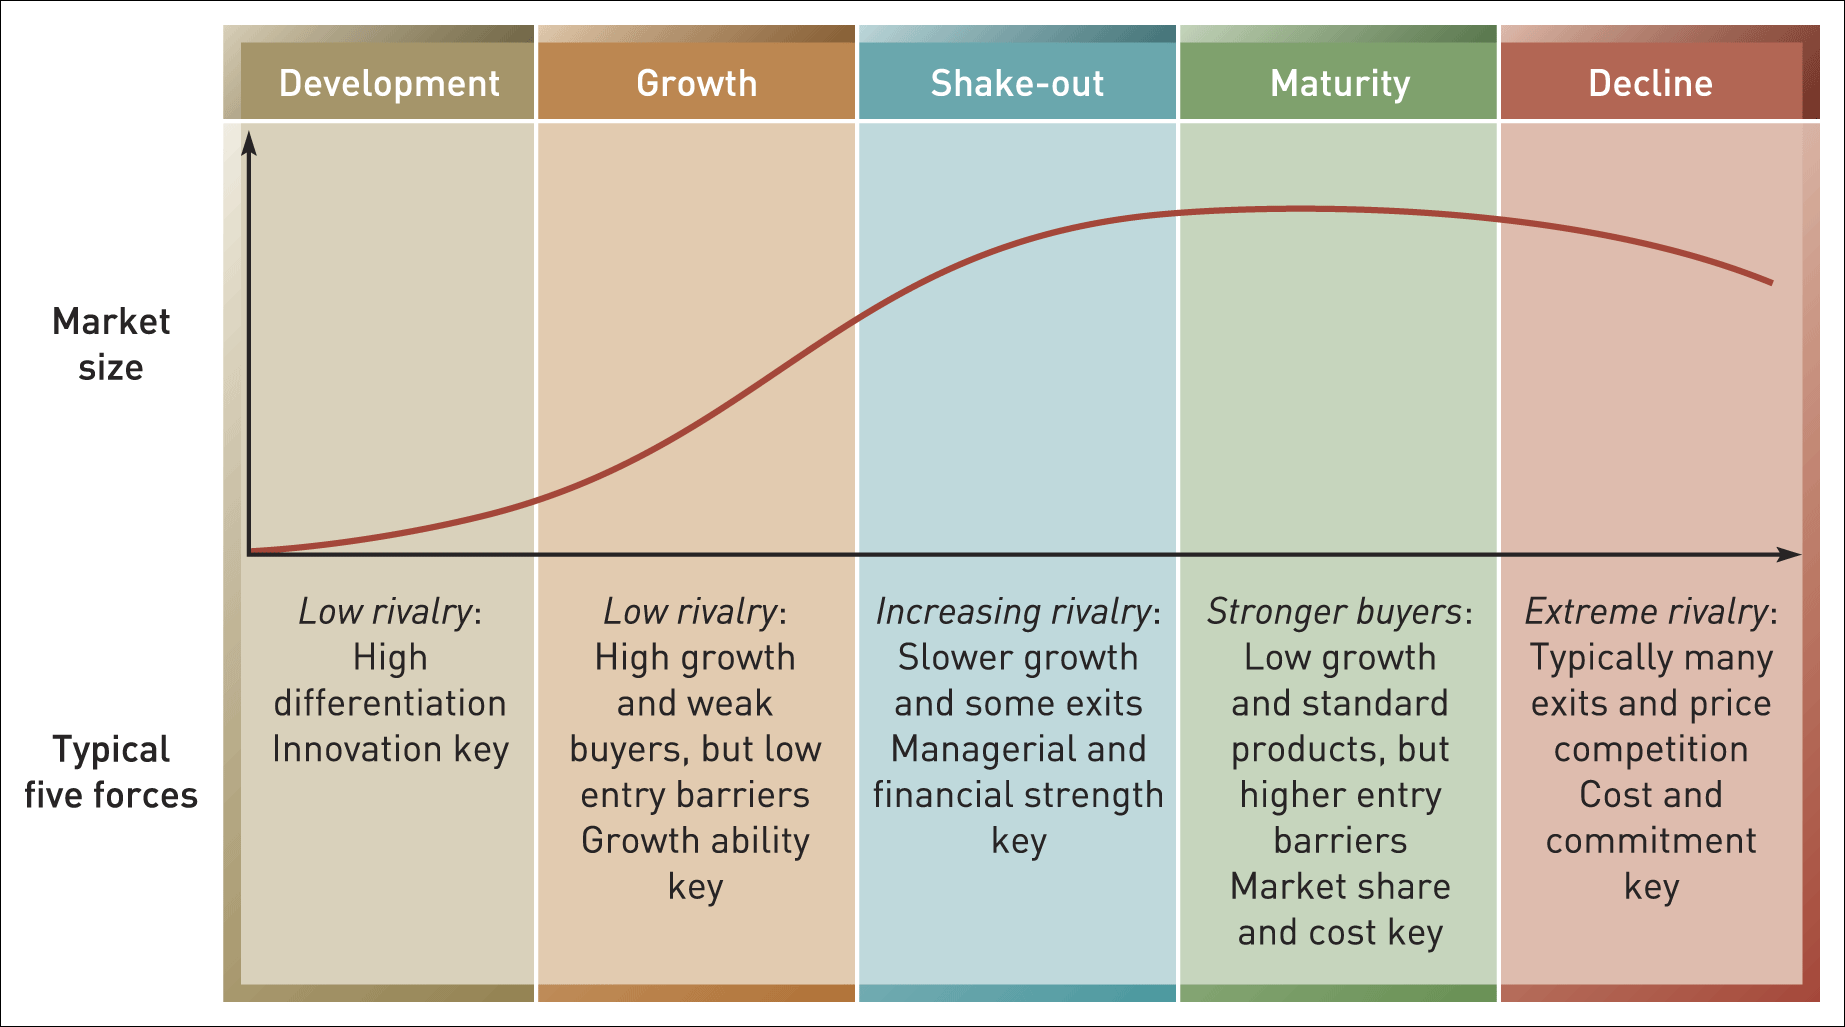 Development
Growth
Shake-out
Maturity
Decline
Market
size
Typical
five forces
Low rivalry:
High
differentiation
Innovation key
Low rivalry:
High growth
and weak
buyers, but low
entry barriers
Growth ability
key
Increasing rivalry:
Slower growth
and some exits
Managerial and
financial strength
key
Stronger buyers:
Low growth
and standard
products, but
higher entry
barriers
Market share
and cost key
Extreme rivalry:
Typically many
exits and price
competition
Cost and
commitment
key